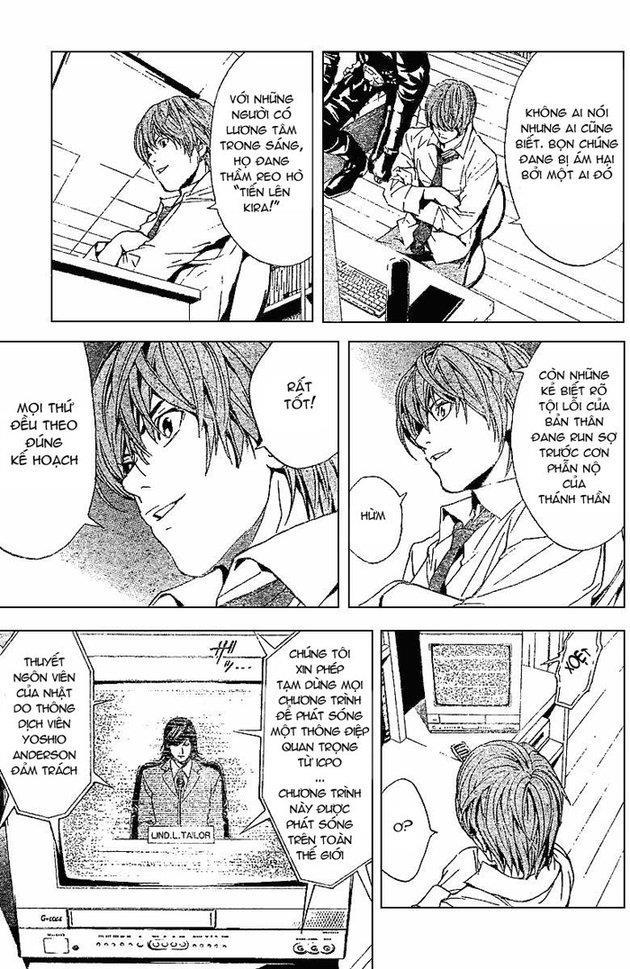 KHÔNG AI NÓI
NHƯNG AI CŨNG
BIẾT. BỌN CHÚNG
ĐANG BỊ ÁM HẠI
BỞI MỘT AI ĐÓ
VỚI NHỮNG
NGƯỜI CÓ
LƯƠNG TÂM
TRONG SÁNG,
HỌ ĐANG
THẦM REO HÒ
"TIẾN LÊN
KIRA!"
CÒN NHỮNG
KẺ BIẾT RÕ
TỘI LỖI CỦA
BẢN THÂN
ĐANG RUN SỢ
TRƯỚC CƠN
PHẪN NỘ
CỦA
THÁNH THẦN
HỪM
RẤT
TỐT!
MỌI THỨ
ĐỀU THEO
ĐÚNG
KẾ HOẠCH
XOẸT
Ơ?
CHÚNG TÔI
XIN PHÉP
TẠM DỪNG MỌI
CHƯƠNG TRÌNH
ĐỂ PHÁT SÓNG
MỘT THÔNG ĐIỆP
QUAN TRỌNG
TỪ ICPO
...
CHƯƠNG TRÌNH
NÀY ĐƯỢC
PHÁT SÓNG
TRÊN TOÀN
THẾ GIỚI
THUYẾT
NGÔN VIÊN
CỦA NHẬT
DO THÔNG
DỊCH VIÊN
YOSHIO
ANDERSON
ĐẢM TRÁCH
LIND.L.TAILOR